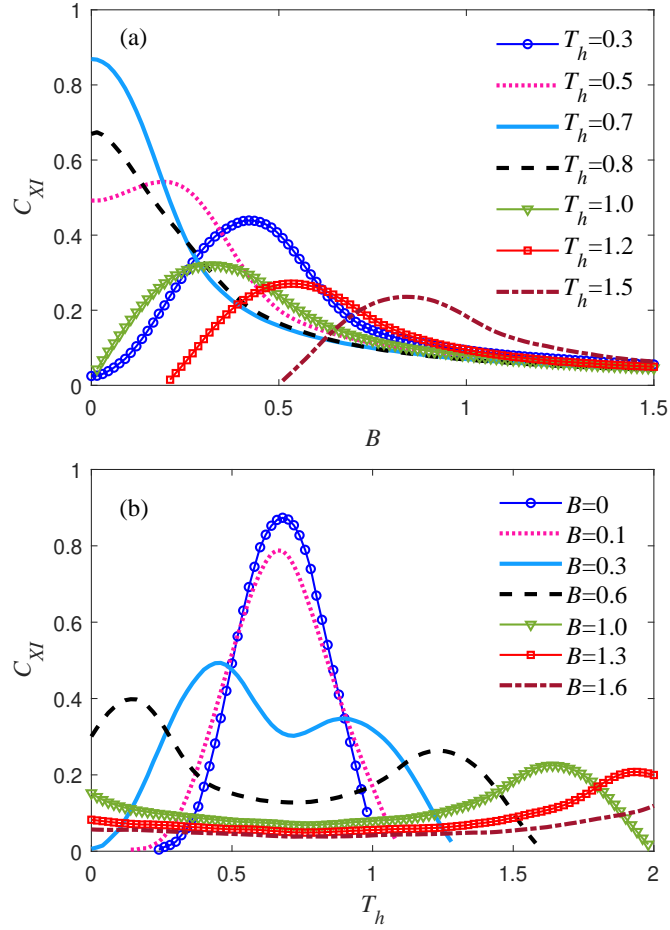 (a)
C_XI
1
0.8
0.6
0.4
0.2
0
0
0.5
1
1.5
B
T_h=0.3
T_h=0.5
T_h=0.7
T_h=0.8
T_h=1.0
T_h=1.2
T_h=1.5
(b)
C_XI
1
0.8
0.6
0.4
0.2
0
0
0.5
1
1.5
2
T_h
B=0
B=0.1
B=0.3
B=0.6
B=1.0
B=1.3
B=1.6